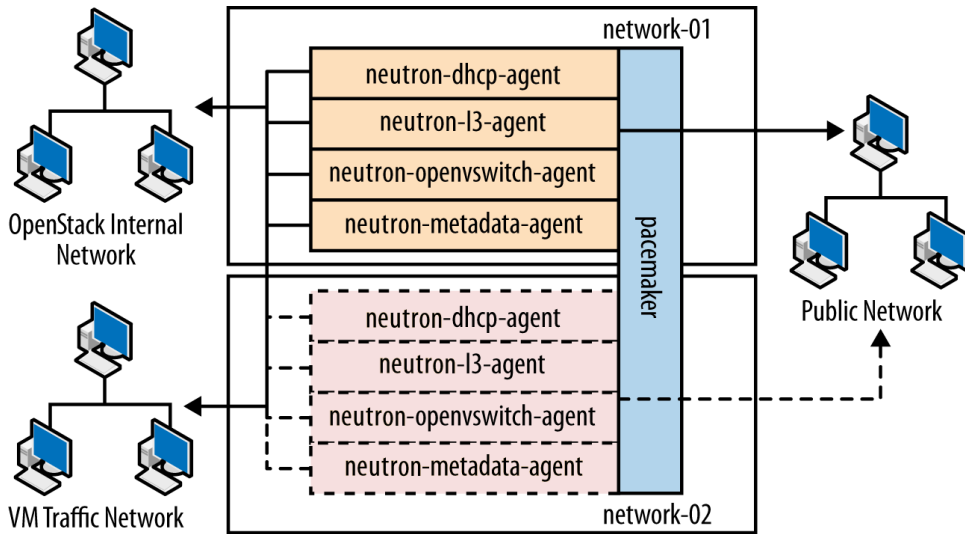 network-01
neutron-dhcp-agent
neutron-l3-agent
neutron-openvswitch-agent
neutron-metadata-agent
pacemaker
OpenStack Internal
Network
Public Network
neutron-dhcp-agent
neutron-l3-agent
neutron-openvswitch-agent
neutron-metadata-agent
VM Traffic Network
network-02